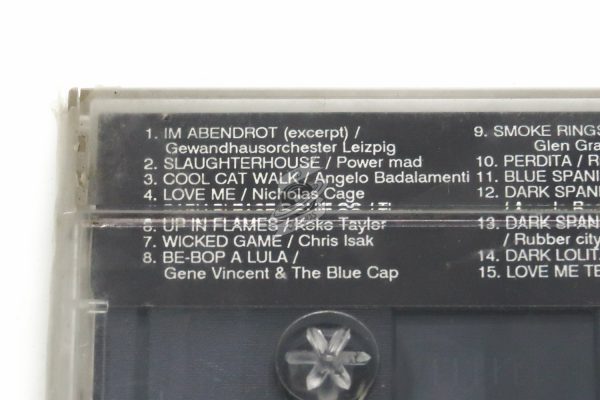 1. IM ABENDROT (excerpt) /
Gewandhausorchester Leizpig
2. SLAUGHTERHOUSE / Power mad
3. COOL CAT WALK / Angelo Badalamenti
4. LOVE ME / Nicholas Cage
6. UP IN FLAMES / Koko Taylor
7. WICKED GAME / Chris Isak
8. BE-BOP A LULA /
Gene Vincent & The Blue Cap
9. SMOKE RINGS
Glen Gra
10. PERDITA / R
11. BLUE SPANI
12. DARK SPAN
13. DARK SPAN
/ Rubber city
14. DARK LOLIT
15. LOVE ME TE